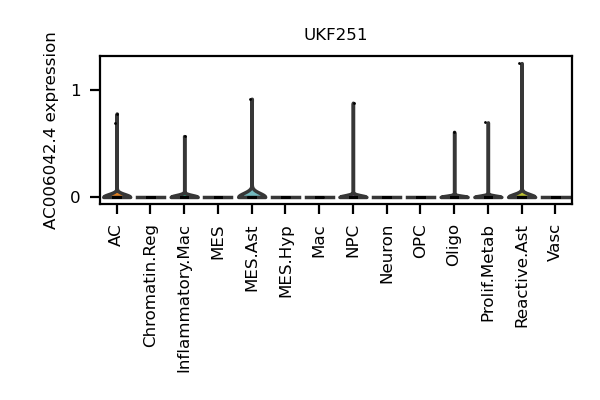 UKF251
AC006042.4 expression
1
0
AC
Chromatin.Reg
Inflammatory.Mac
MES
MES.Ast
MES.Hyp
Mac
NPC
Neuron
OPC
Oligo
Prolif.Metab
Reactive.Ast
Vasc